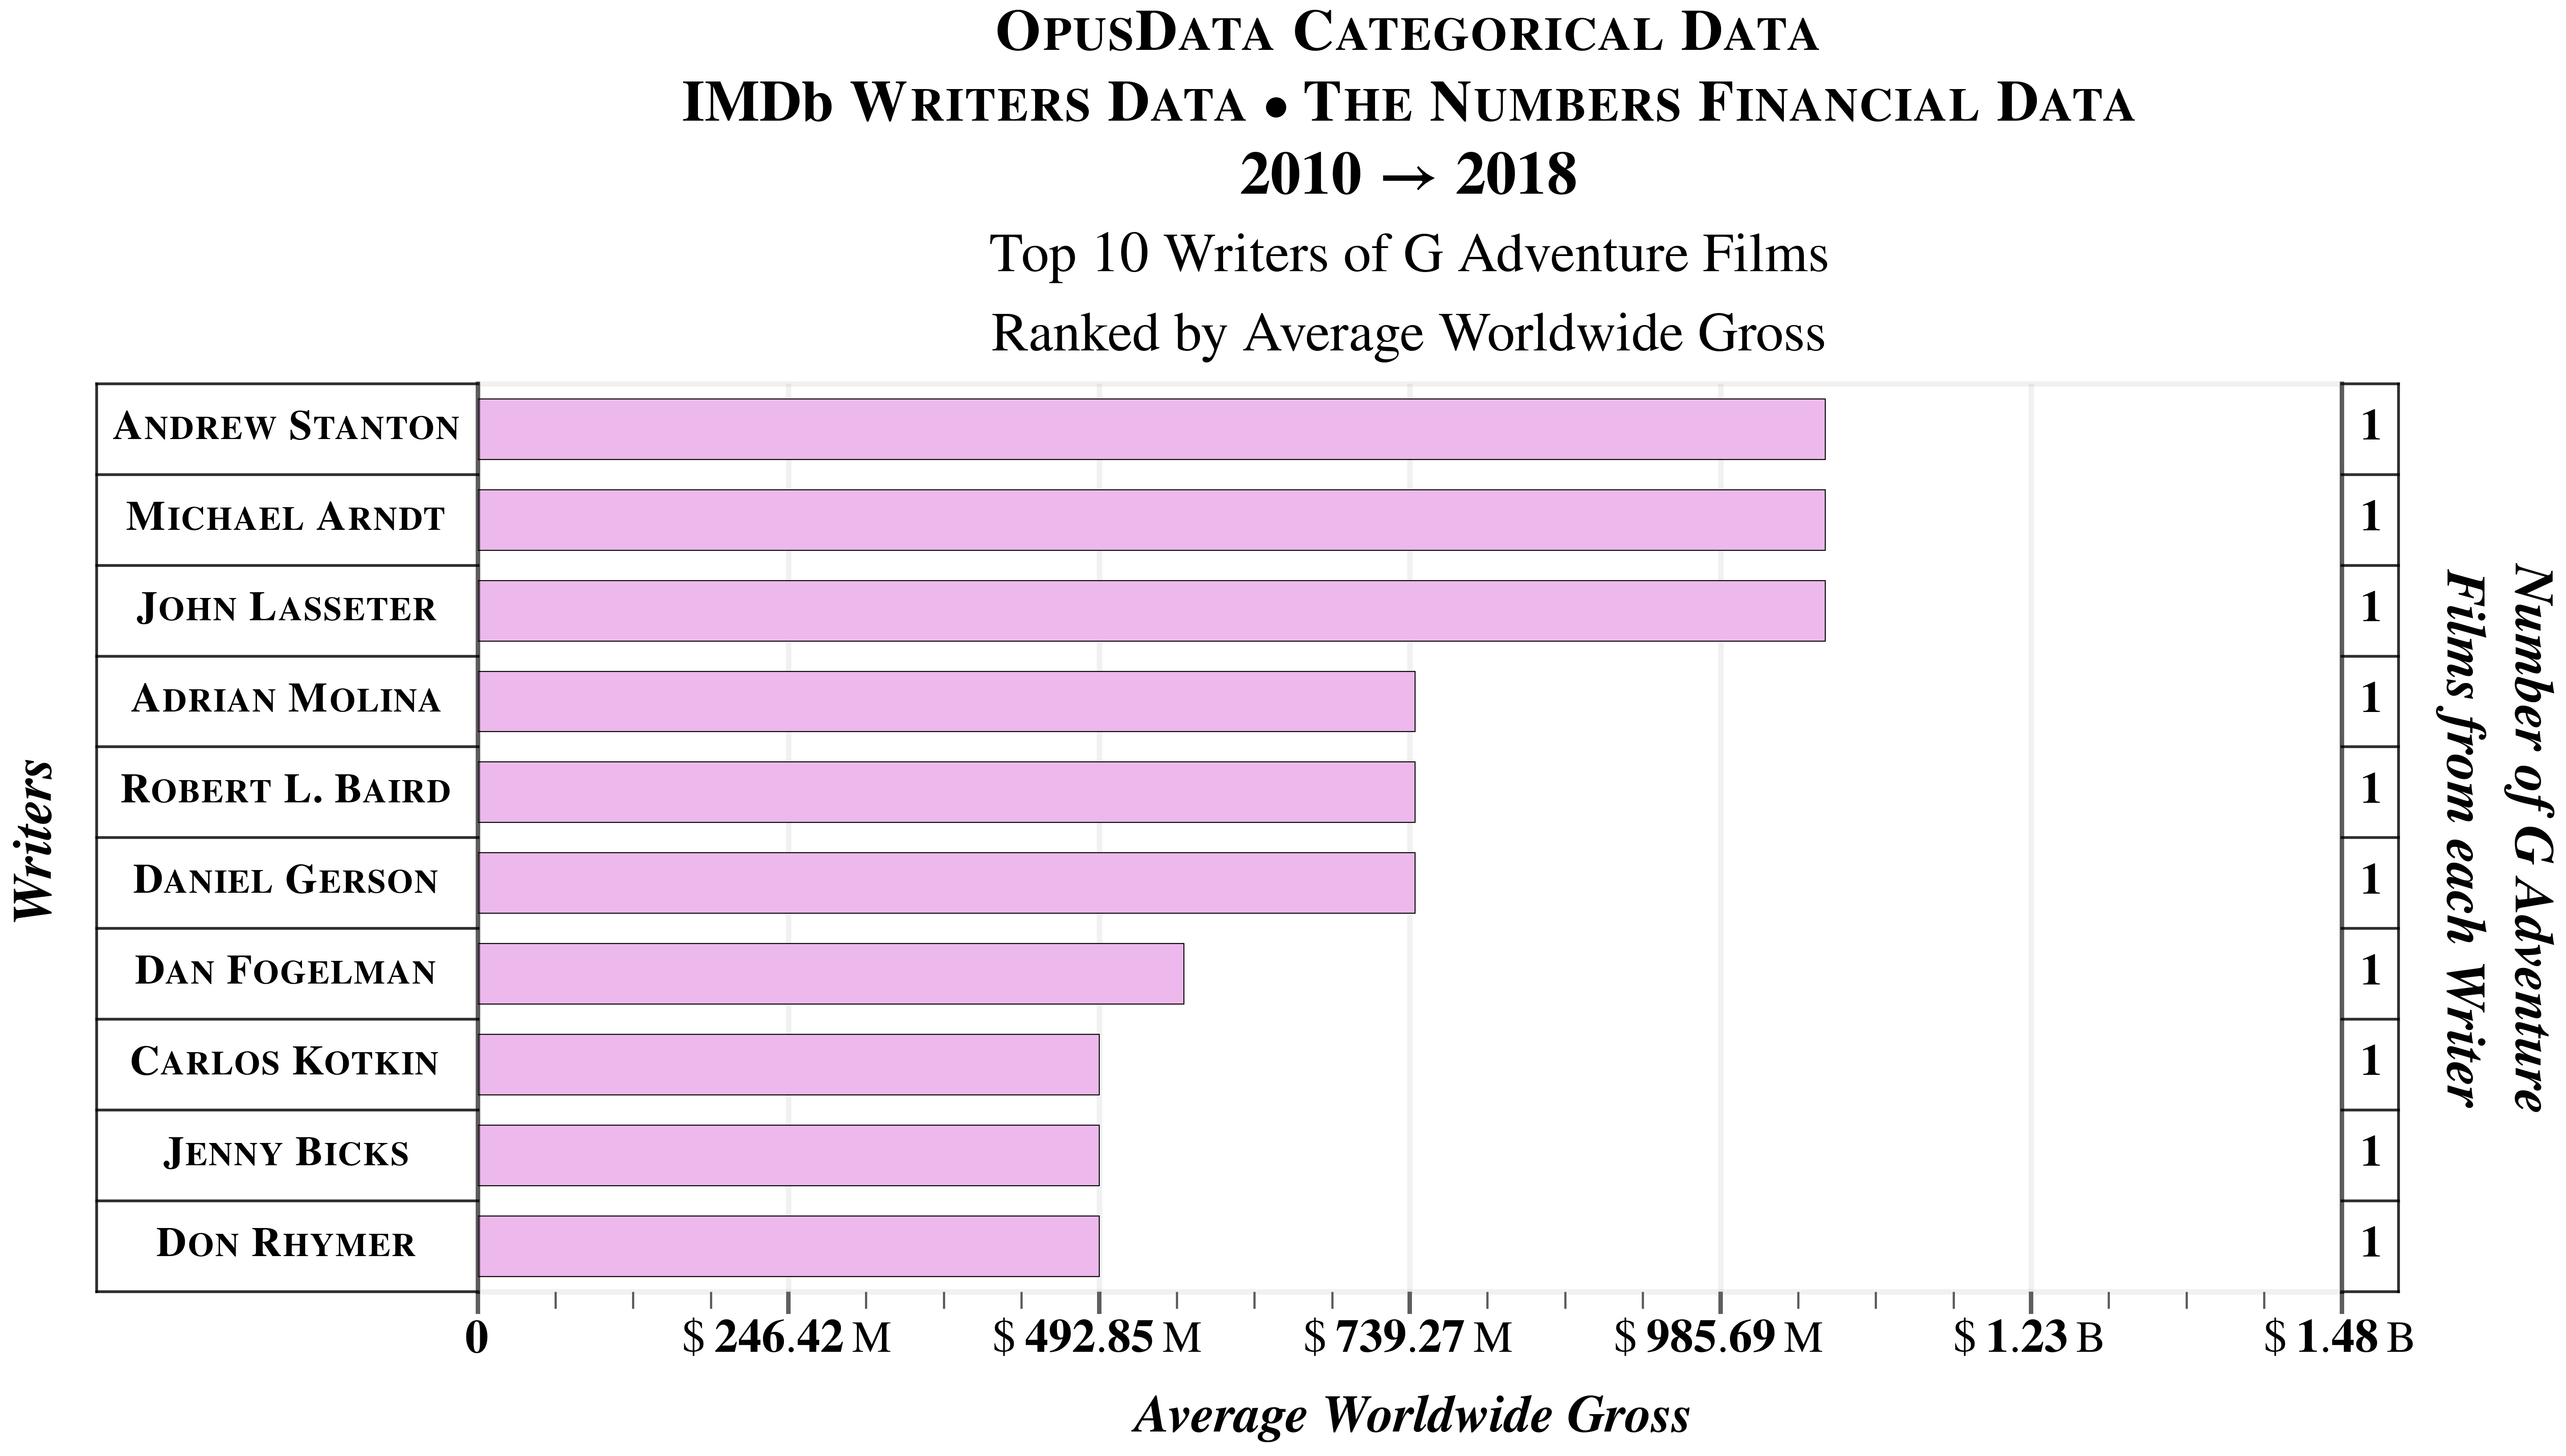 OpusData Categorical Data
IMDb Writers Data • The Numbers Financial Data
2010 → 2018
Top 10 Writers of G Adventure Films
Ranked by Average Worldwide Gross
Writers
Andrew Stanton 1
Michael Arndt 1
John Lasseter 1
Adrian Molina 1
Robert L. Baird 1
Daniel Gerson 1
Dan Fogelman 1
Carlos Kotkin 1
Jenny Bicks 1
Don Rhymer 1
Number of G Adventure
Films from each Writer
0 $ 246.42 M $ 492.85 M $ 739.27 M $ 985.69 M $ 1.23 B $ 1.48 B
Average Worldwide Gross